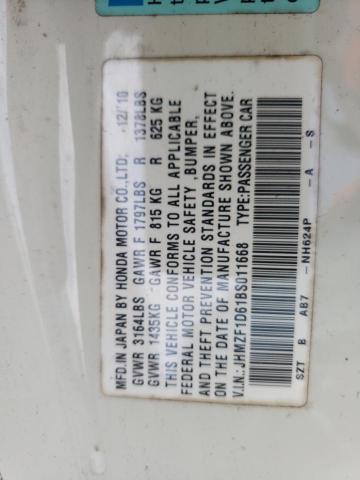 MFD.IN JAPAN BY HONDA MOTOR CO.,LTD. 12/10
GVWR 3164LBS GAWR F 1797LBS R 1378LBS
GVWR 1435KG GAWR F 815 KG R 625 KG
THIS VEHICLE CONFORMS TO ALL APPLICABLE
FEDERAL MOTOR VEHICLE SAFETY ,BUMPER,
AND THEFT PREVENTION STANDARDS IN EFFECT
ON THE DATE OF MANUFACTURE SHOWN ABOVE.
V.I.N.:JHMZF1D61BS011668 TYPE:PASSENGER CAR
SZT B AB7 -NH624P -A -S